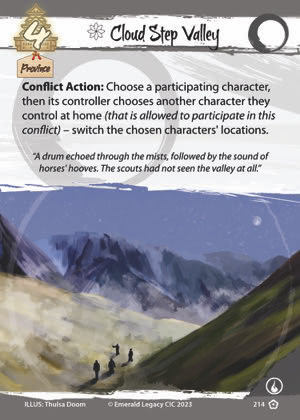 4
Cloud Step Valley
Province
Conflict Action: Choose a participating character,
then its controller chooses another character they
control at home (that is allowed to participate in this
conflict) – switch the chosen characters' locations.
"A drum echoed through the mists, followed by the sound of
horses' hooves. The scouts had not seen the valley at all."
ILLUS: Thulsa Doom © Emerald Legacy CIC 2023 214